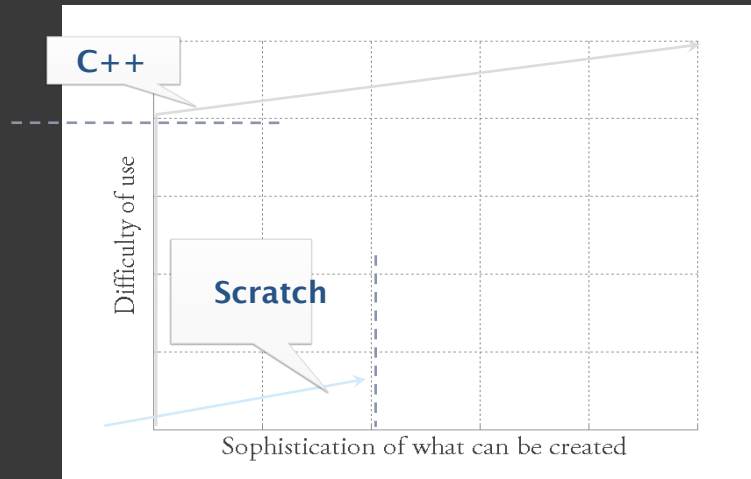 C++
Difficulty of use
Scratch
Sophistication of what can be created